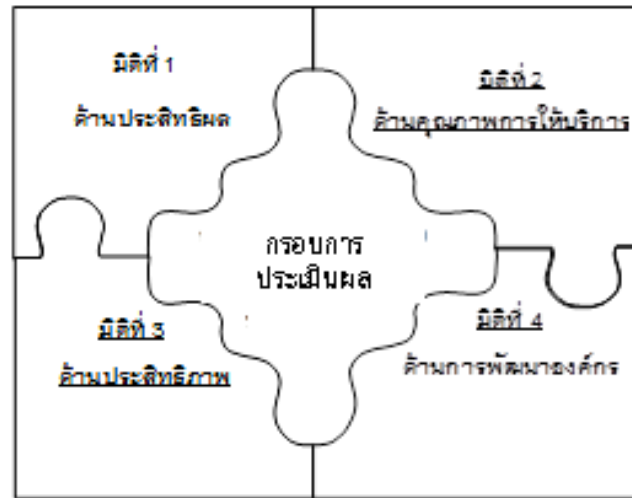 มิติที่ 1
ด้านประสิทธิผล
มิติที่ 2
ด้านคุณภาพการให้บริการ
กรอบการ
ประเมินผล
มิติที่ 3
ด้านประสิทธิภาพ
มิติที่ 4
ด้านการพัฒนาองค์กร